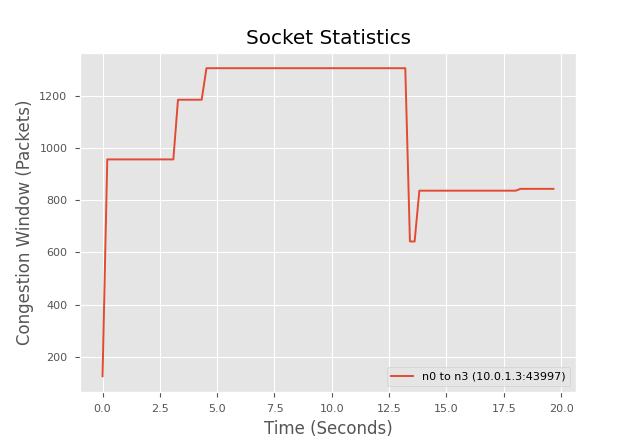 Socket Statistics
Congestion Window (Packets)
1200
1000
800
600
400
200
n0 to n3 (10.0.1.3:43997)
0.0 2.5 5.0 7.5 10.0 12.5 15.0 17.5 20.0
Time (Seconds)